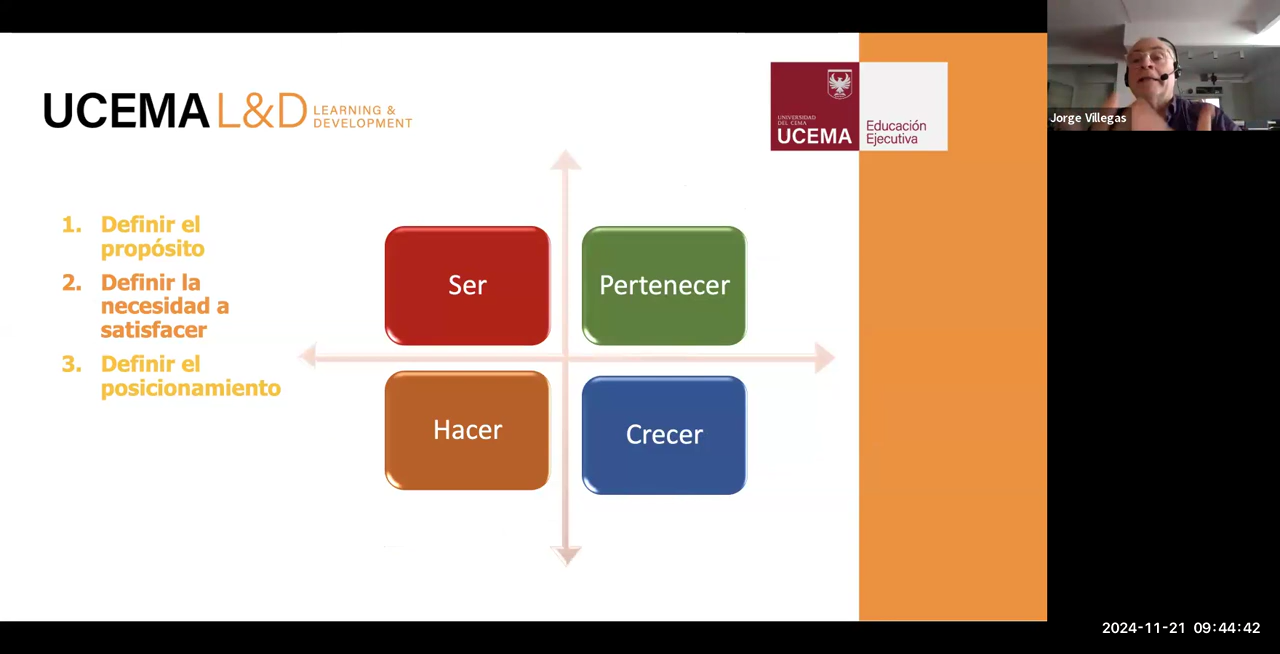 UCEMA L&D LEARNING &
DEVELOPMENT
UNIVERSIDAD
DEL CEMA
UCEMA
Educación
Ejecutiva
Jorge Villegas
1. Definir el
propósito
2. Definir la
necesidad a
satisfacer
3. Definir el
posicionamiento
Ser
Pertenecer
Hacer
Crecer
2024-11-21 09:44:42